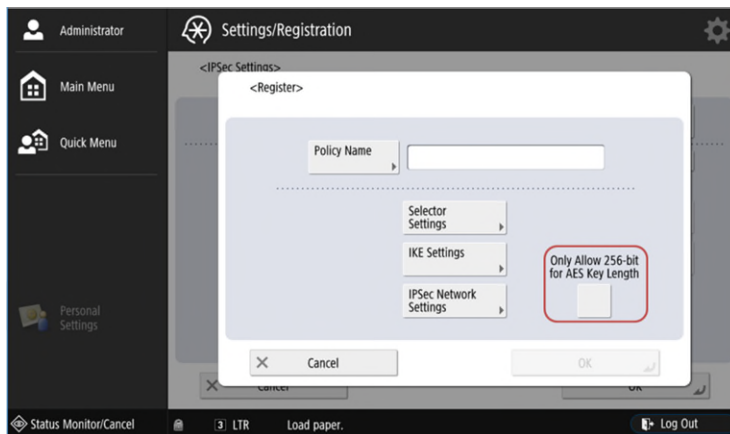 Administrator
Settings/Registration
<IPSec Settings>
Main Menu
<Register>
Quick Menu
Policy Name
Selector
Settings
IKE Settings
Only Allow 256-bit
for AES Key Length
IPSec Network
Settings
Personal
Settings
Cancel
OK
Cancel
OK
Status Monitor/Cancel
3 LTR
Load paper.
Log Out